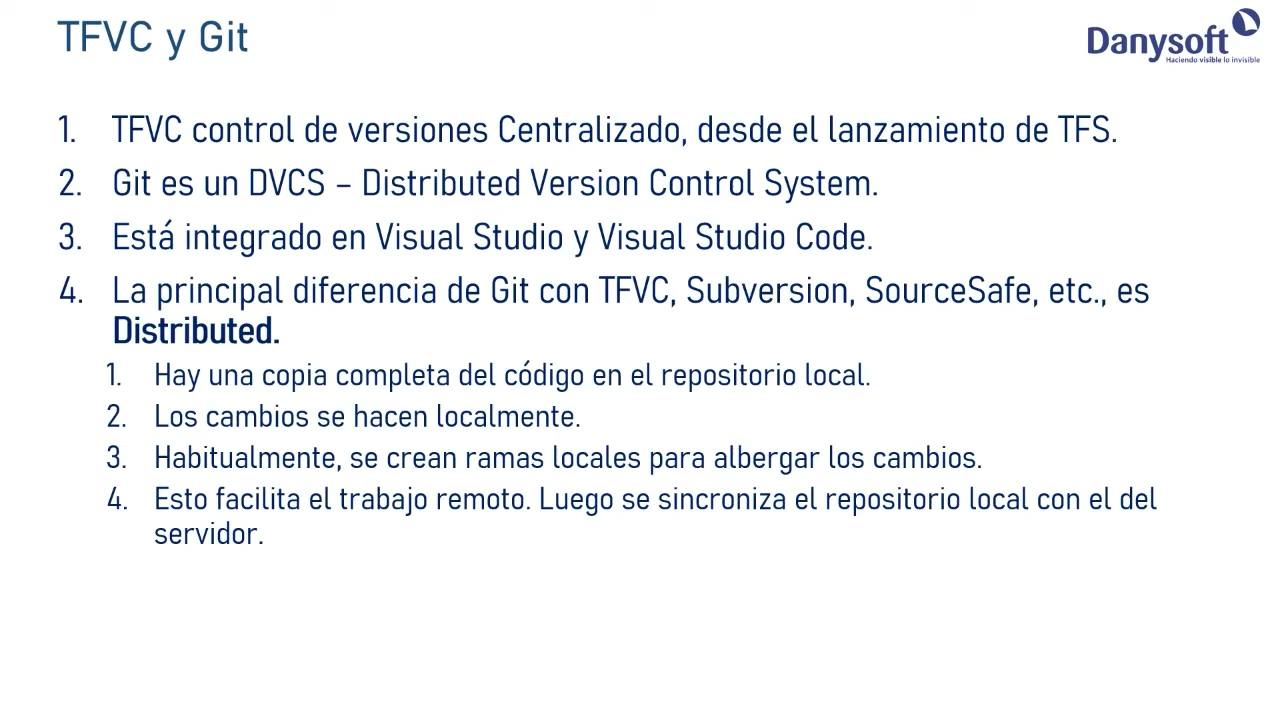 TFVC y Git
Danysoft
Haciendo visible lo invisible
1. TFVC control de versiones Centralizado, desde el lanzamiento de TFS.
2. Git es un DVCS – Distributed Version Control System.
3. Está integrado en Visual Studio y Visual Studio Code.
4. La principal diferencia de Git con TFVC, Subversion, SourceSafe, etc., es
Distributed.
1. Hay una copia completa del código en el repositorio local.
2. Los cambios se hacen localmente.
3. Habitualmente, se crean ramas locales para albergar los cambios.
4. Esto facilita el trabajo remoto. Luego se sincroniza el repositorio local con el del
servidor.